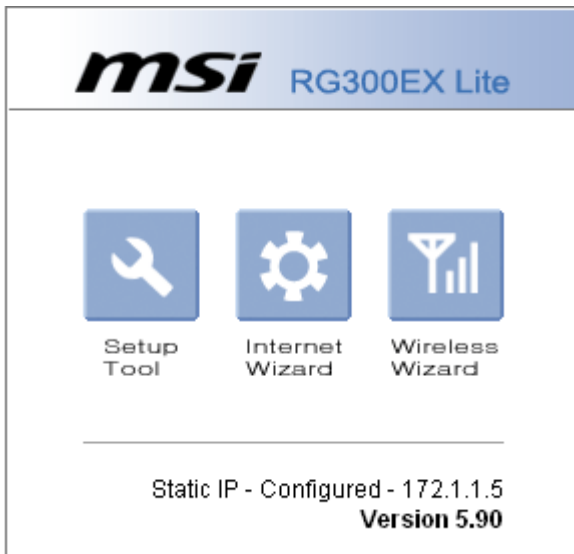 msi RG300EX Lite
Setup Tool
Internet Wizard
Wireless Wizard
Static IP - Configured - 172.1.1.5
Version 5.90